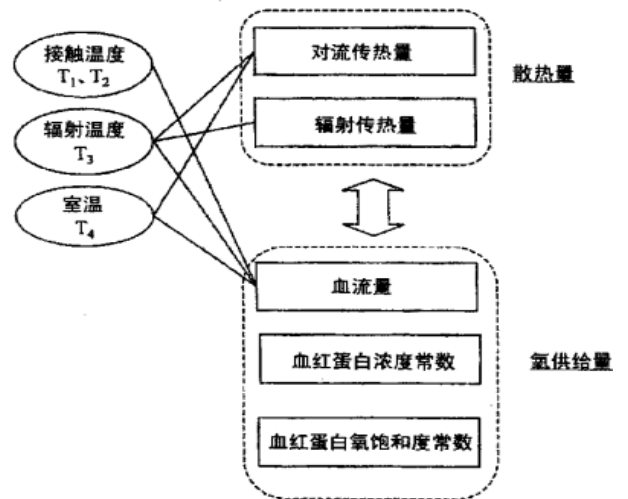 接触温度
T₁、T₂
辐射温度
T₃
室温
T₄
对流传热量
辐射传热量
散热量
血流量
血红蛋白浓度常数
血红蛋白氧饱和度常数
氧供给量